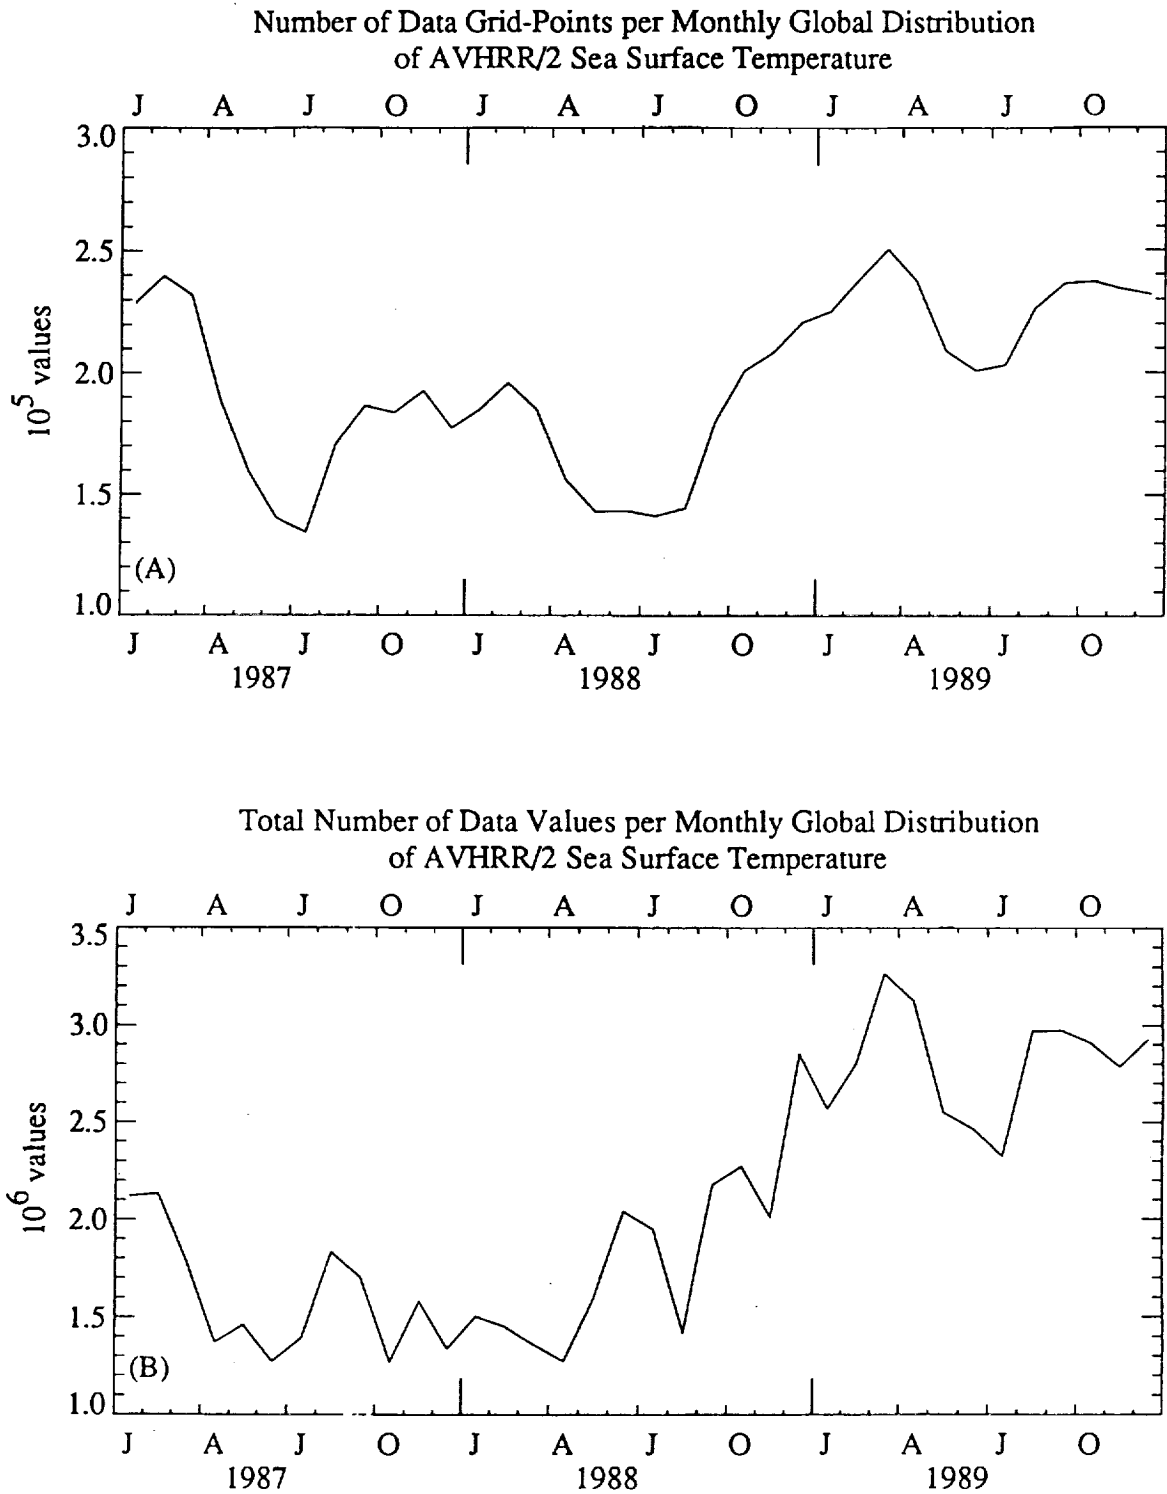 Number of Data Grid-Points per Monthly Global Distribution
of AVHRR/2 Sea Surface Temperature
J A J O J A J O J A J O
3.0
2.5
2.0
1.5
1.0
10^5 values
(A)
J A J O J A J O J A J O
1987 1988 1989
Total Number of Data Values per Monthly Global Distribution
of AVHRR/2 Sea Surface Temperature
J A J O J A J O J A J O
3.5
3.0
2.5
2.0
1.5
1.0
10^6 values
(B)
J A J O J A J O J A J O
1987 1988 1989